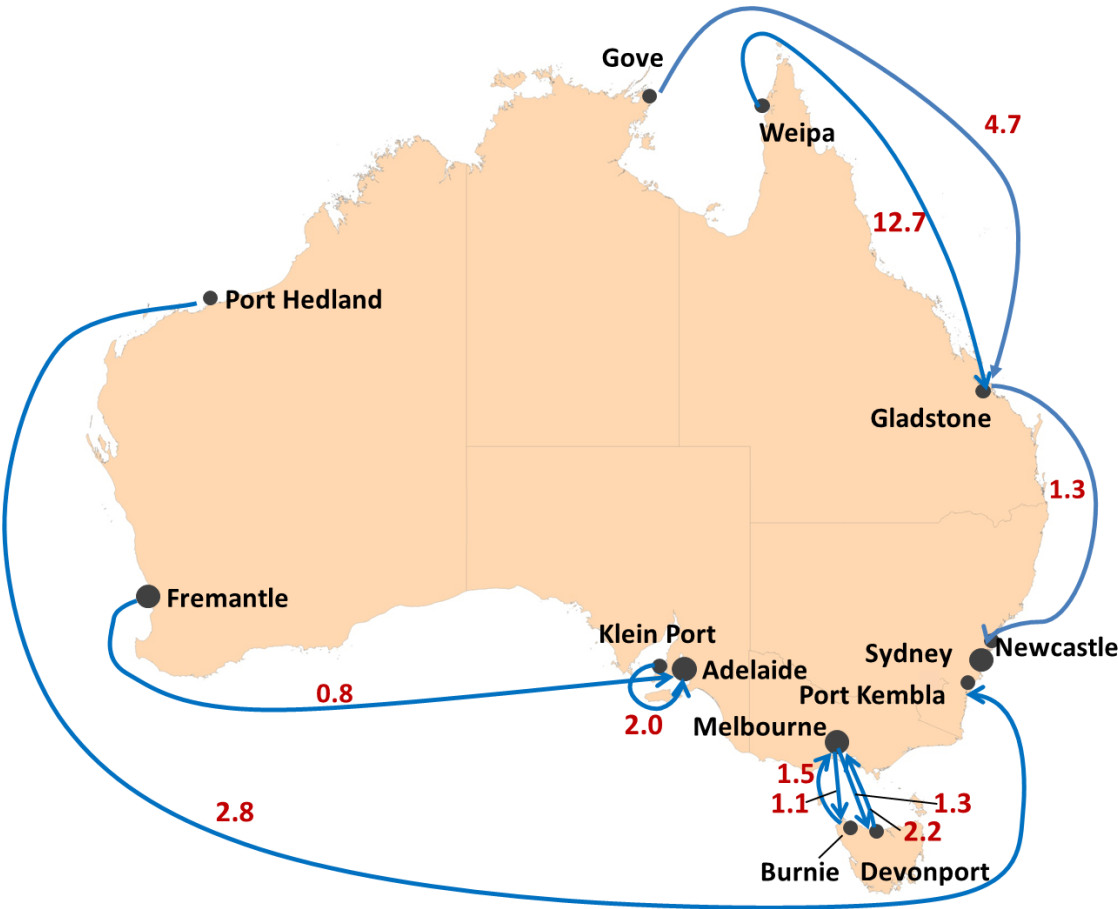 Gove
4.7
Weipa
12.7
Port Hedland
Gladstone
1.3
Fremantle
Klein Port
Newcastle
Sydney
Adelaide
0.8
Port Kembla
2.0
Melbourne
1.5
1.1
1.3
2.8
2.2
Burnie
Devonport